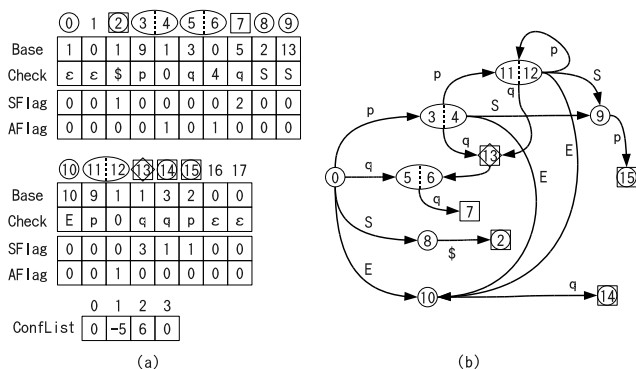 0 1 2 3 4 5 6 7 8 9
Base 1 0 1 9 1 3 0 5 2 13
Check ε ε $ p 0 q 4 q S S
SFlag 0 0 1 0 0 0 0 2 0 0
AFlag 0 0 0 0 1 0 1 0 0 0
10 11 12 13 14 15 16 17
Base 10 9 1 1 3 2 0 0
Check E p 0 q q p ε ε
SFlag 0 0 0 3 1 1 0 0
AFlag 0 0 1 0 0 0 0 0
0 1 2 3
ConfList 0 -5 6 0
(a)
p
11 12
p
S
q
3 4
S
9
p
p
q
13
E
15
0
q
5 6
E
q
7
S
8
$
2
E
10
q
14
(b)